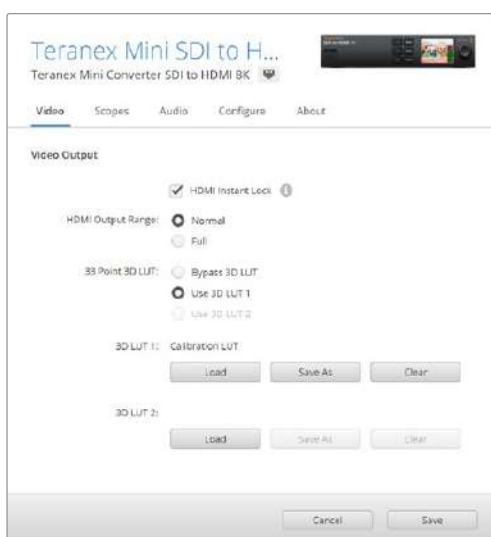 Teranex Mini SDI to H...
Teranex Mini Converter SDI to HDMI 8K
Video Scopes Audio Configure About
Video Output
HDMI Instant Lock
HDMI Output Range: Normal
Full
33 Point 3D LUT: Bypass 3D LUT
Use 3D LUT 1
Use 3D LUT 2
3D LUT 1: Calibration LUT
Load Save As Clear
3D LUT 2:
Load Save As Clear
Cancel Save